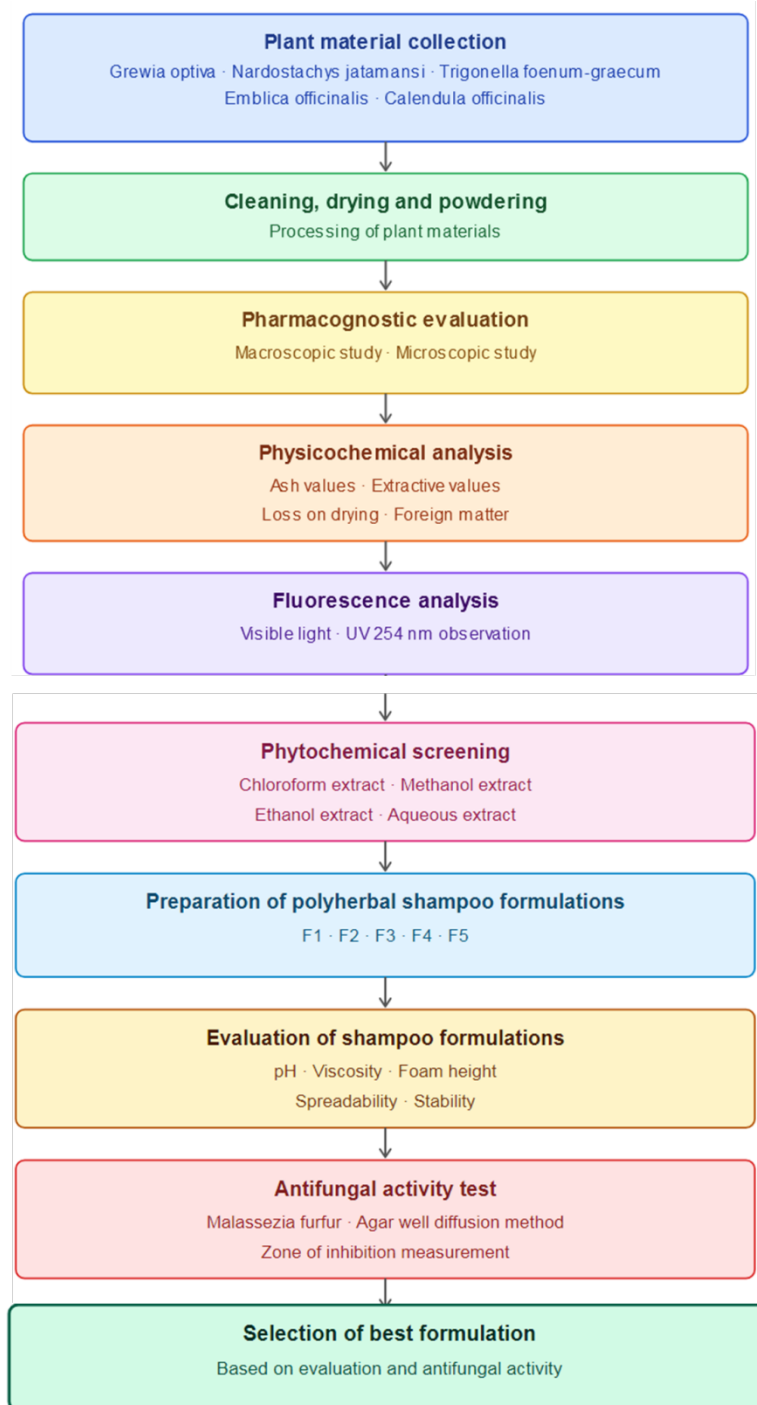 Plant material collection
Grewia optiva · Nardostachys jatamansi · Trigonella foenum-graecum
Emblica officinalis · Calendula officinalis
Cleaning, drying and powdering
Processing of plant materials
Pharmacognostic evaluation
Macroscopic study · Microscopic study
Physicochemical analysis
Ash values · Extractive values
Loss on drying · Foreign matter
Fluorescence analysis
Visible light · UV 254 nm observation
Phytochemical screening
Chloroform extract · Methanol extract
Ethanol extract · Aqueous extract
Preparation of polyherbal shampoo formulations
F1 · F2 · F3 · F4 · F5
Evaluation of shampoo formulations
pH · Viscosity · Foam height
Spreadability · Stability
Antifungal activity test
Malassezia furfur · Agar well diffusion method
Zone of inhibition measurement
Selection of best formulation
Based on evaluation and antifungal activity